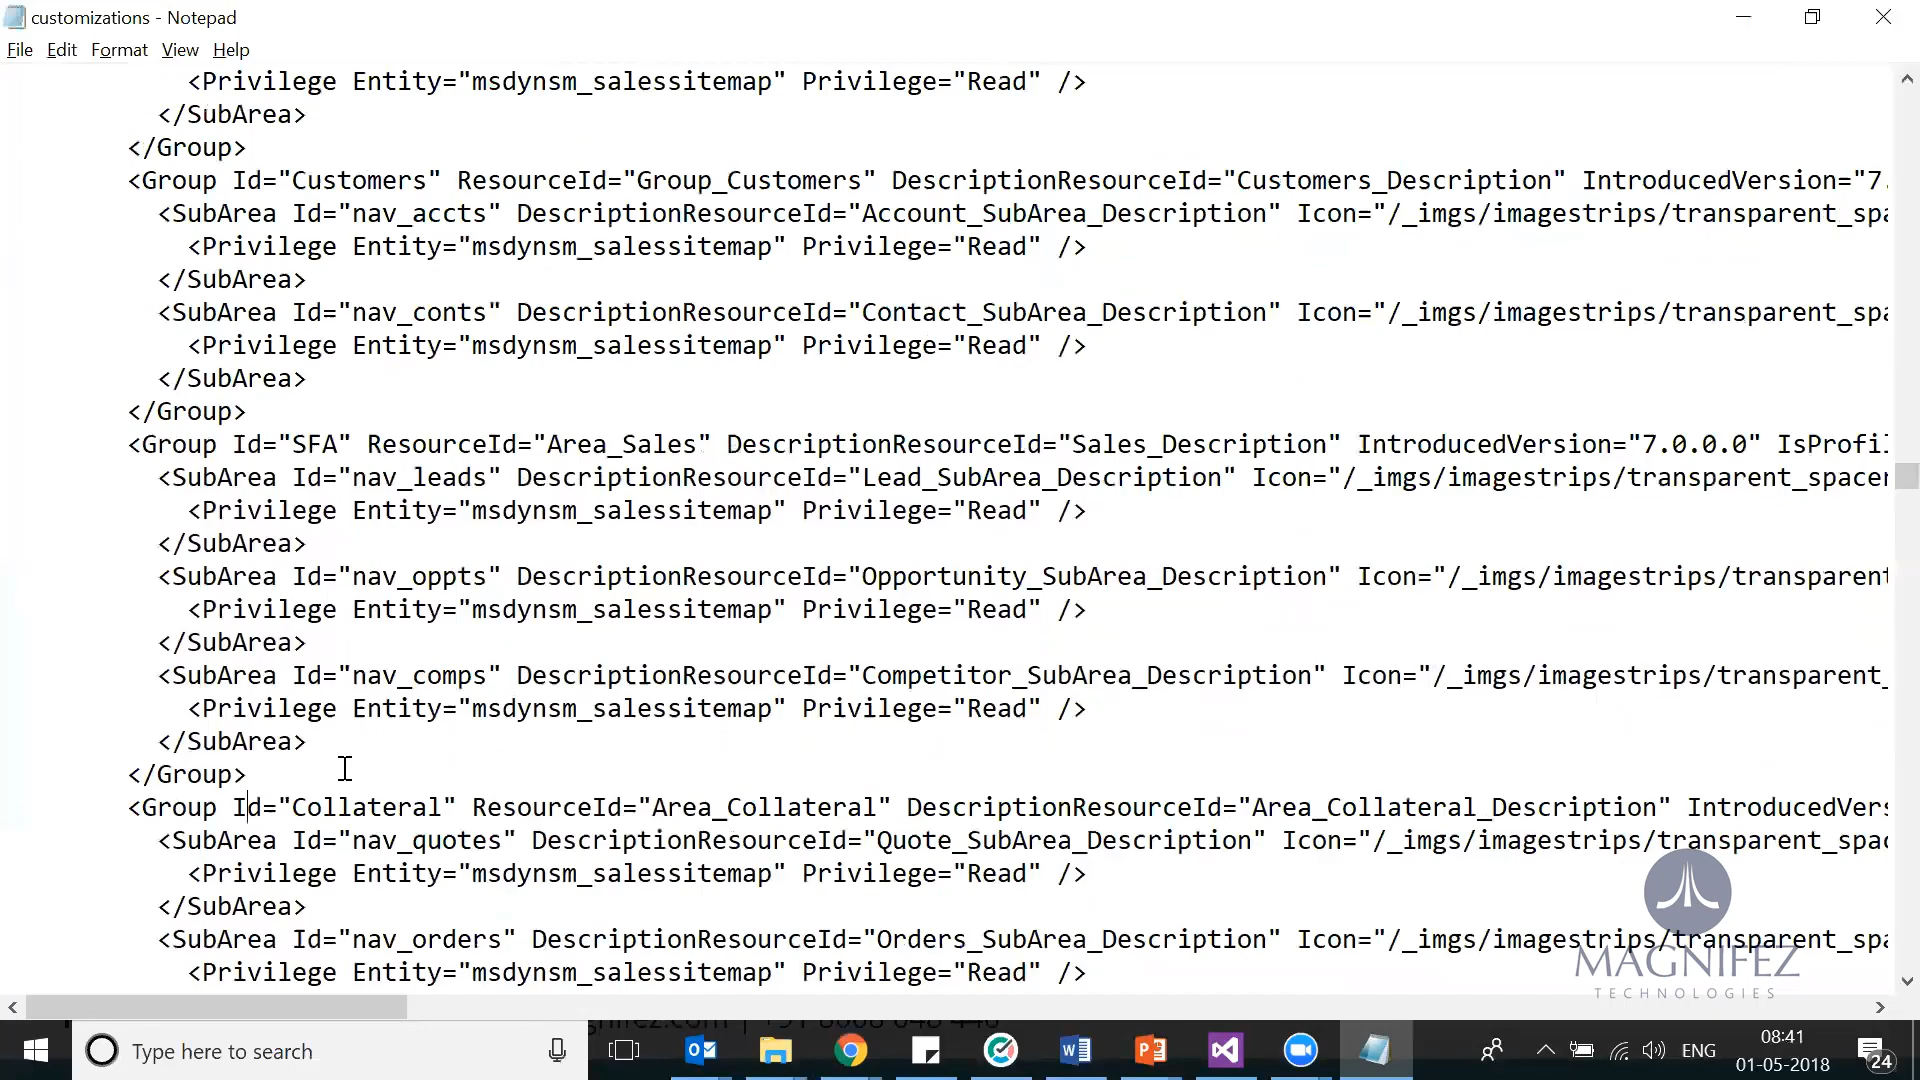 customizations - Notepad
File Edit Format View Help
<Privilege Entity="msdynsm_salessitemap" Privilege="Read" />
</SubArea>
</Group>
<Group Id="Customers" ResourceId="Group_Customers" DescriptionResourceId="Customers_Description" IntroducedVersion="7.
<SubArea Id="nav_accts" DescriptionResourceId="Account_SubArea_Description" Icon="/_imgs/imagestrips/transparent_spa
<Privilege Entity="msdynsm_salessitemap" Privilege="Read" />
</SubArea>
<SubArea Id="nav_conts" DescriptionResourceId="Contact_SubArea_Description" Icon="/_imgs/imagestrips/transparent_spa
<Privilege Entity="msdynsm_salessitemap" Privilege="Read" />
</SubArea>
</Group>
<Group Id="SFA" ResourceId="Area_Sales" DescriptionResourceId="Sales_Description" IntroducedVersion="7.0.0.0" IsProfil
<SubArea Id="nav_leads" DescriptionResourceId="Lead_SubArea_Description" Icon="/_imgs/imagestrips/transparent_spacer
<Privilege Entity="msdynsm_salessitemap" Privilege="Read" />
</SubArea>
<SubArea Id="nav_oppts" DescriptionResourceId="Opportunity_SubArea_Description" Icon="/_imgs/imagestrips/transparent
<Privilege Entity="msdynsm_salessitemap" Privilege="Read" />
</SubArea>
<SubArea Id="nav_comps" DescriptionResourceId="Competitor_SubArea_Description" Icon="/_imgs/imagestrips/transparent_
<Privilege Entity="msdynsm_salessitemap" Privilege="Read" />
</SubArea>
</Group>
<Group Id="Collateral" ResourceId="Area_Collateral" DescriptionResourceId="Area_Collateral_Description" IntroducedVers
<SubArea Id="nav_quotes" DescriptionResourceId="Quote_SubArea_Description" Icon="/_imgs/imagestrips/transparent_spac
<Privilege Entity="msdynsm_salessitemap" Privilege="Read" />
</SubArea>
<SubArea Id="nav_orders" DescriptionResourceId="Orders_SubArea_Description" Icon="/_imgs/imagestrips/transparent_spa
<Privilege Entity="msdynsm_salessitemap" Privilege="Read" />
MAGNIFEZ
TECHNOLOGIES
Type here to search
ENG
08:41
01-05-2018
24